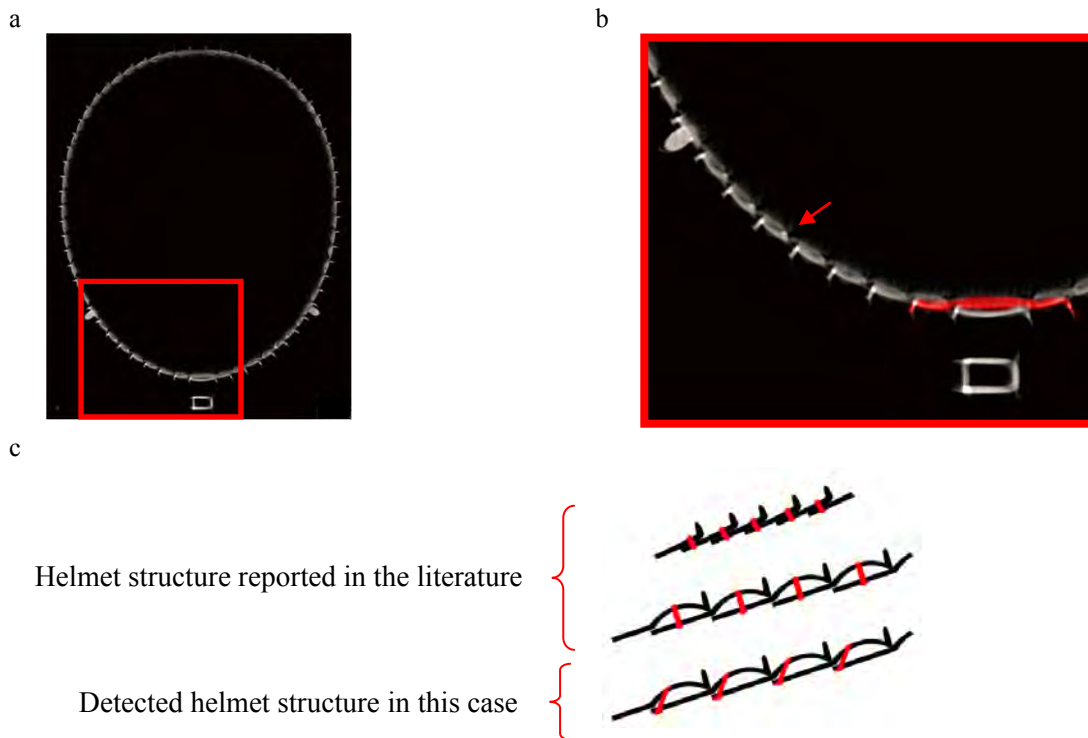 a
b
c
Helmet structure reported in the literature
Detected helmet structure in this case